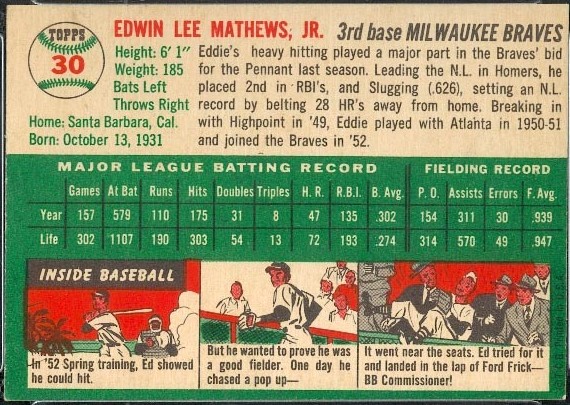 TOPPS
30
EDWIN LEE MATHEWS, JR. 3rd base MILWAUKEE BRAVES
Height: 6' 1"
Weight: 185
Bats Left
Throws Right
Home: Santa Barbara, Cal.
Born: October 13, 1931
Eddie's heavy hitting played a major part in the Braves' bid
for the Pennant last season. Leading the N.L. in Homers, he
placed 2nd in RBI's, and Slugging (.626), setting an N.L.
record by belting 28 HR's away from home. Breaking in
with Highpoint in '49, Eddie played with Atlanta in 1950-51
and joined the Braves in '52.
MAJOR LEAGUE BATTING RECORD FIELDING RECORD
Games At Bat Runs Hits Doubles Triples H. R. R.B.I. B. Avg. P. O. Assists Errors F. Avg.
Year 157 579 110 175 31 8 47 135 .302 154 311 30 .939
Life 302 1107 190 303 54 13 72 193 .274 314 570 49 .947
INSIDE BASEBALL
In '52 Spring training, Ed showed
he could hit.
But he wanted to prove he was
a good fielder. One day he
chased a pop up—
It went near the seats. Ed tried for it
and landed in the lap of Ford Frick—
BB Commissioner!